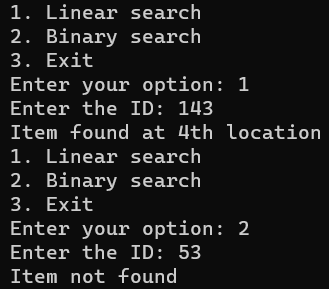 1. Linear search
2. Binary search
3. Exit
Enter your option: 1
Enter the ID: 143
Item found at 4th location
1. Linear search
2. Binary search
3. Exit
Enter your option: 2
Enter the ID: 53
Item not found